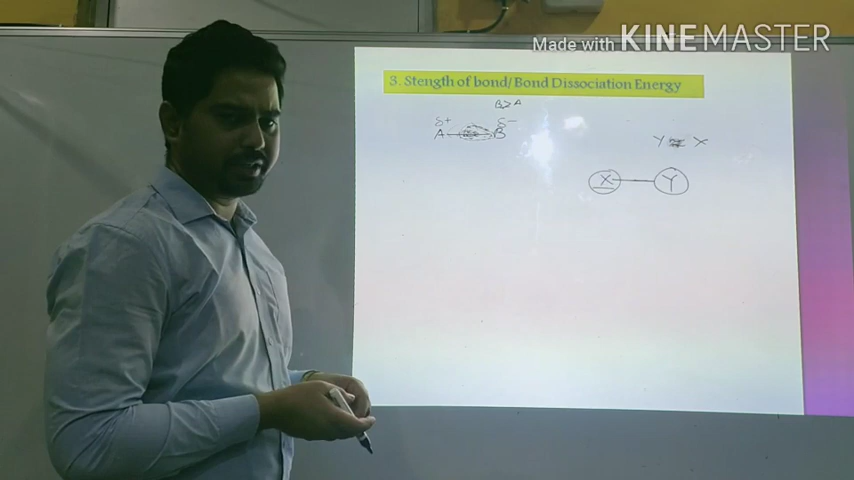 Made with KINEMASTER
3. Stength of bond/ Bond Dissociation Energy
B > A
δ+ δ-
A B
Y X
X Y